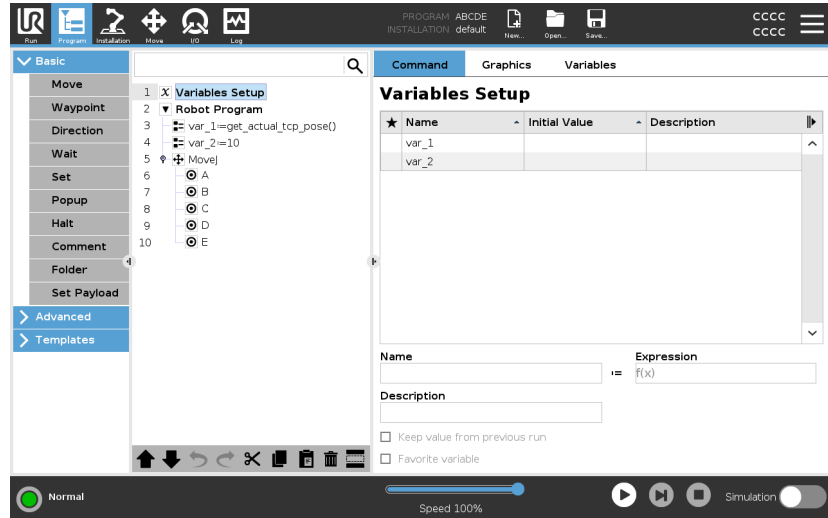 PROGRAM ABCDE
INSTALLATION default
Run Program Installation Move I/O Log New... Open... Save...
CCCC
CCCC
Basic
Move
Waypoint
Direction
Wait
Set
Popup
Halt
Comment
Folder
Set Payload
Advanced
Templates
1 X Variables Setup
2 Robot Program
3 var_1:=get_actual_tcp_pose()
4 var_2:=10
5 MoveJ
6 A
7 B
8 C
9 D
10 E
Command Graphics Variables
Variables Setup
Name Initial Value Description
var_1
var_2
Name Expression
:= f(x)
Description
Keep value from previous run
Favorite variable
Normal
Speed 100%
Simulation